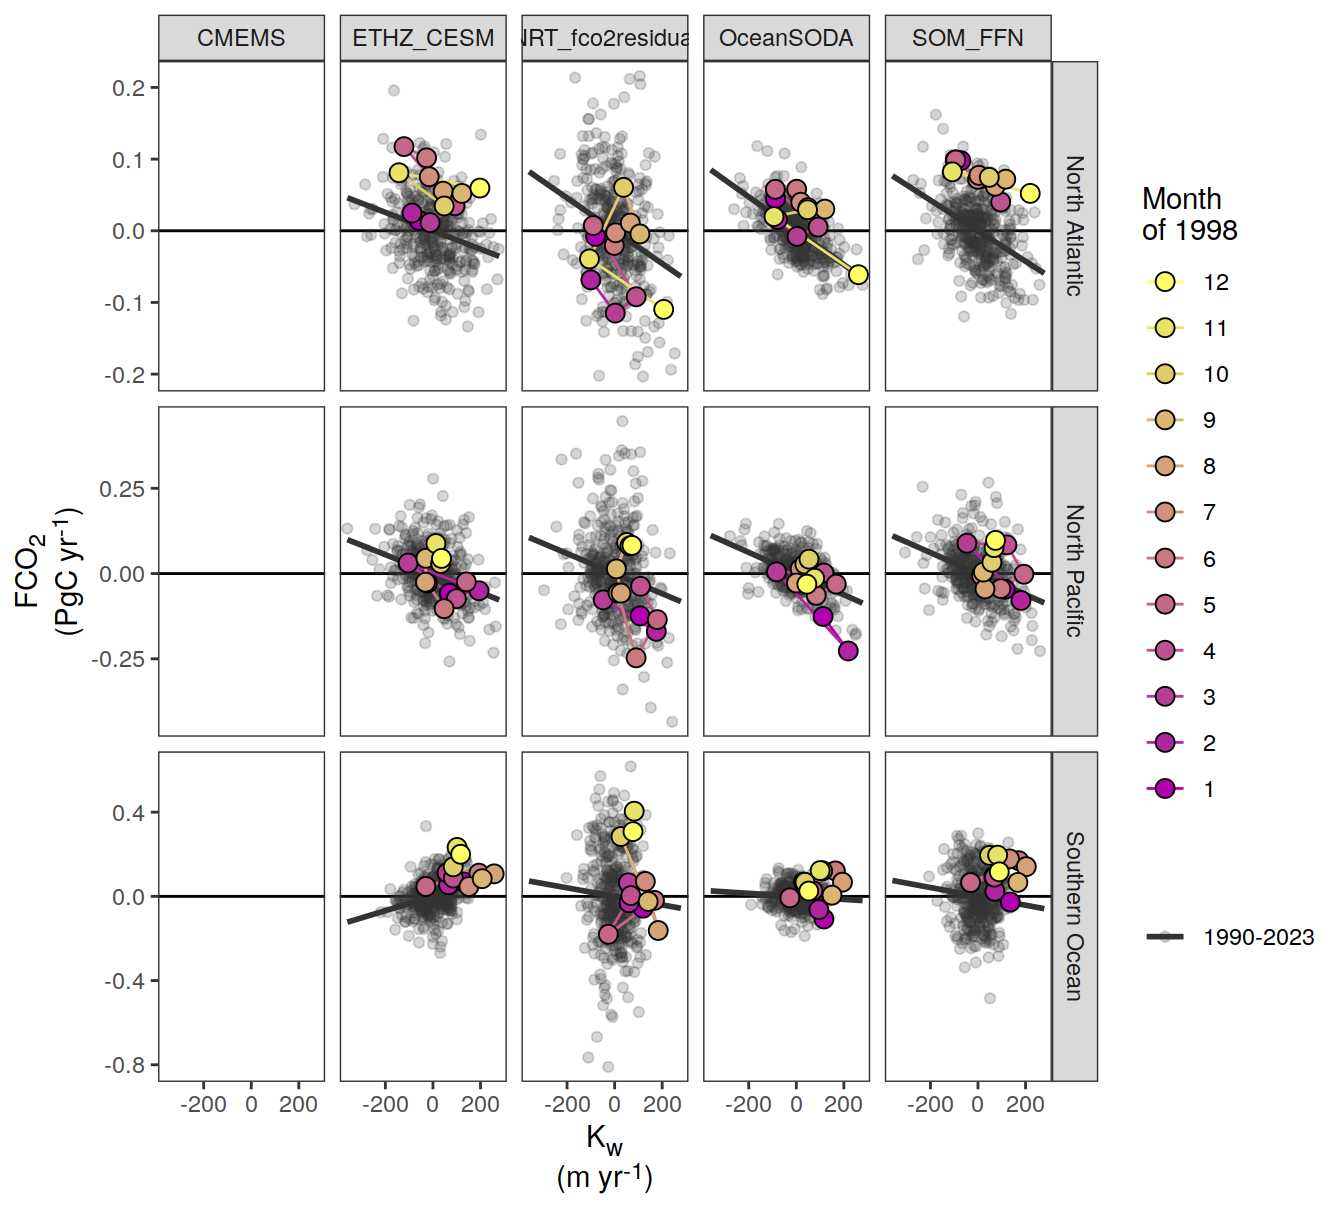 CMEMS ETHZ_CESM NRT_fco2residua OceanSODA SOM_FFN
0.2
0.1
0.0
-0.1
-0.2
North Atlantic
0.25
0.00
-0.25
North Pacific
0.4
0.0
-0.4
-0.8
Southern Ocean
-200 0 200 -200 0 200 -200 0 200 -200 0 200 -200 0 200
FCO2
(PgC yr-1)
Kw
(m yr-1)
Month
of 1998
12
11
10
9
8
7
6
5
4
3
2
1
1990-2023